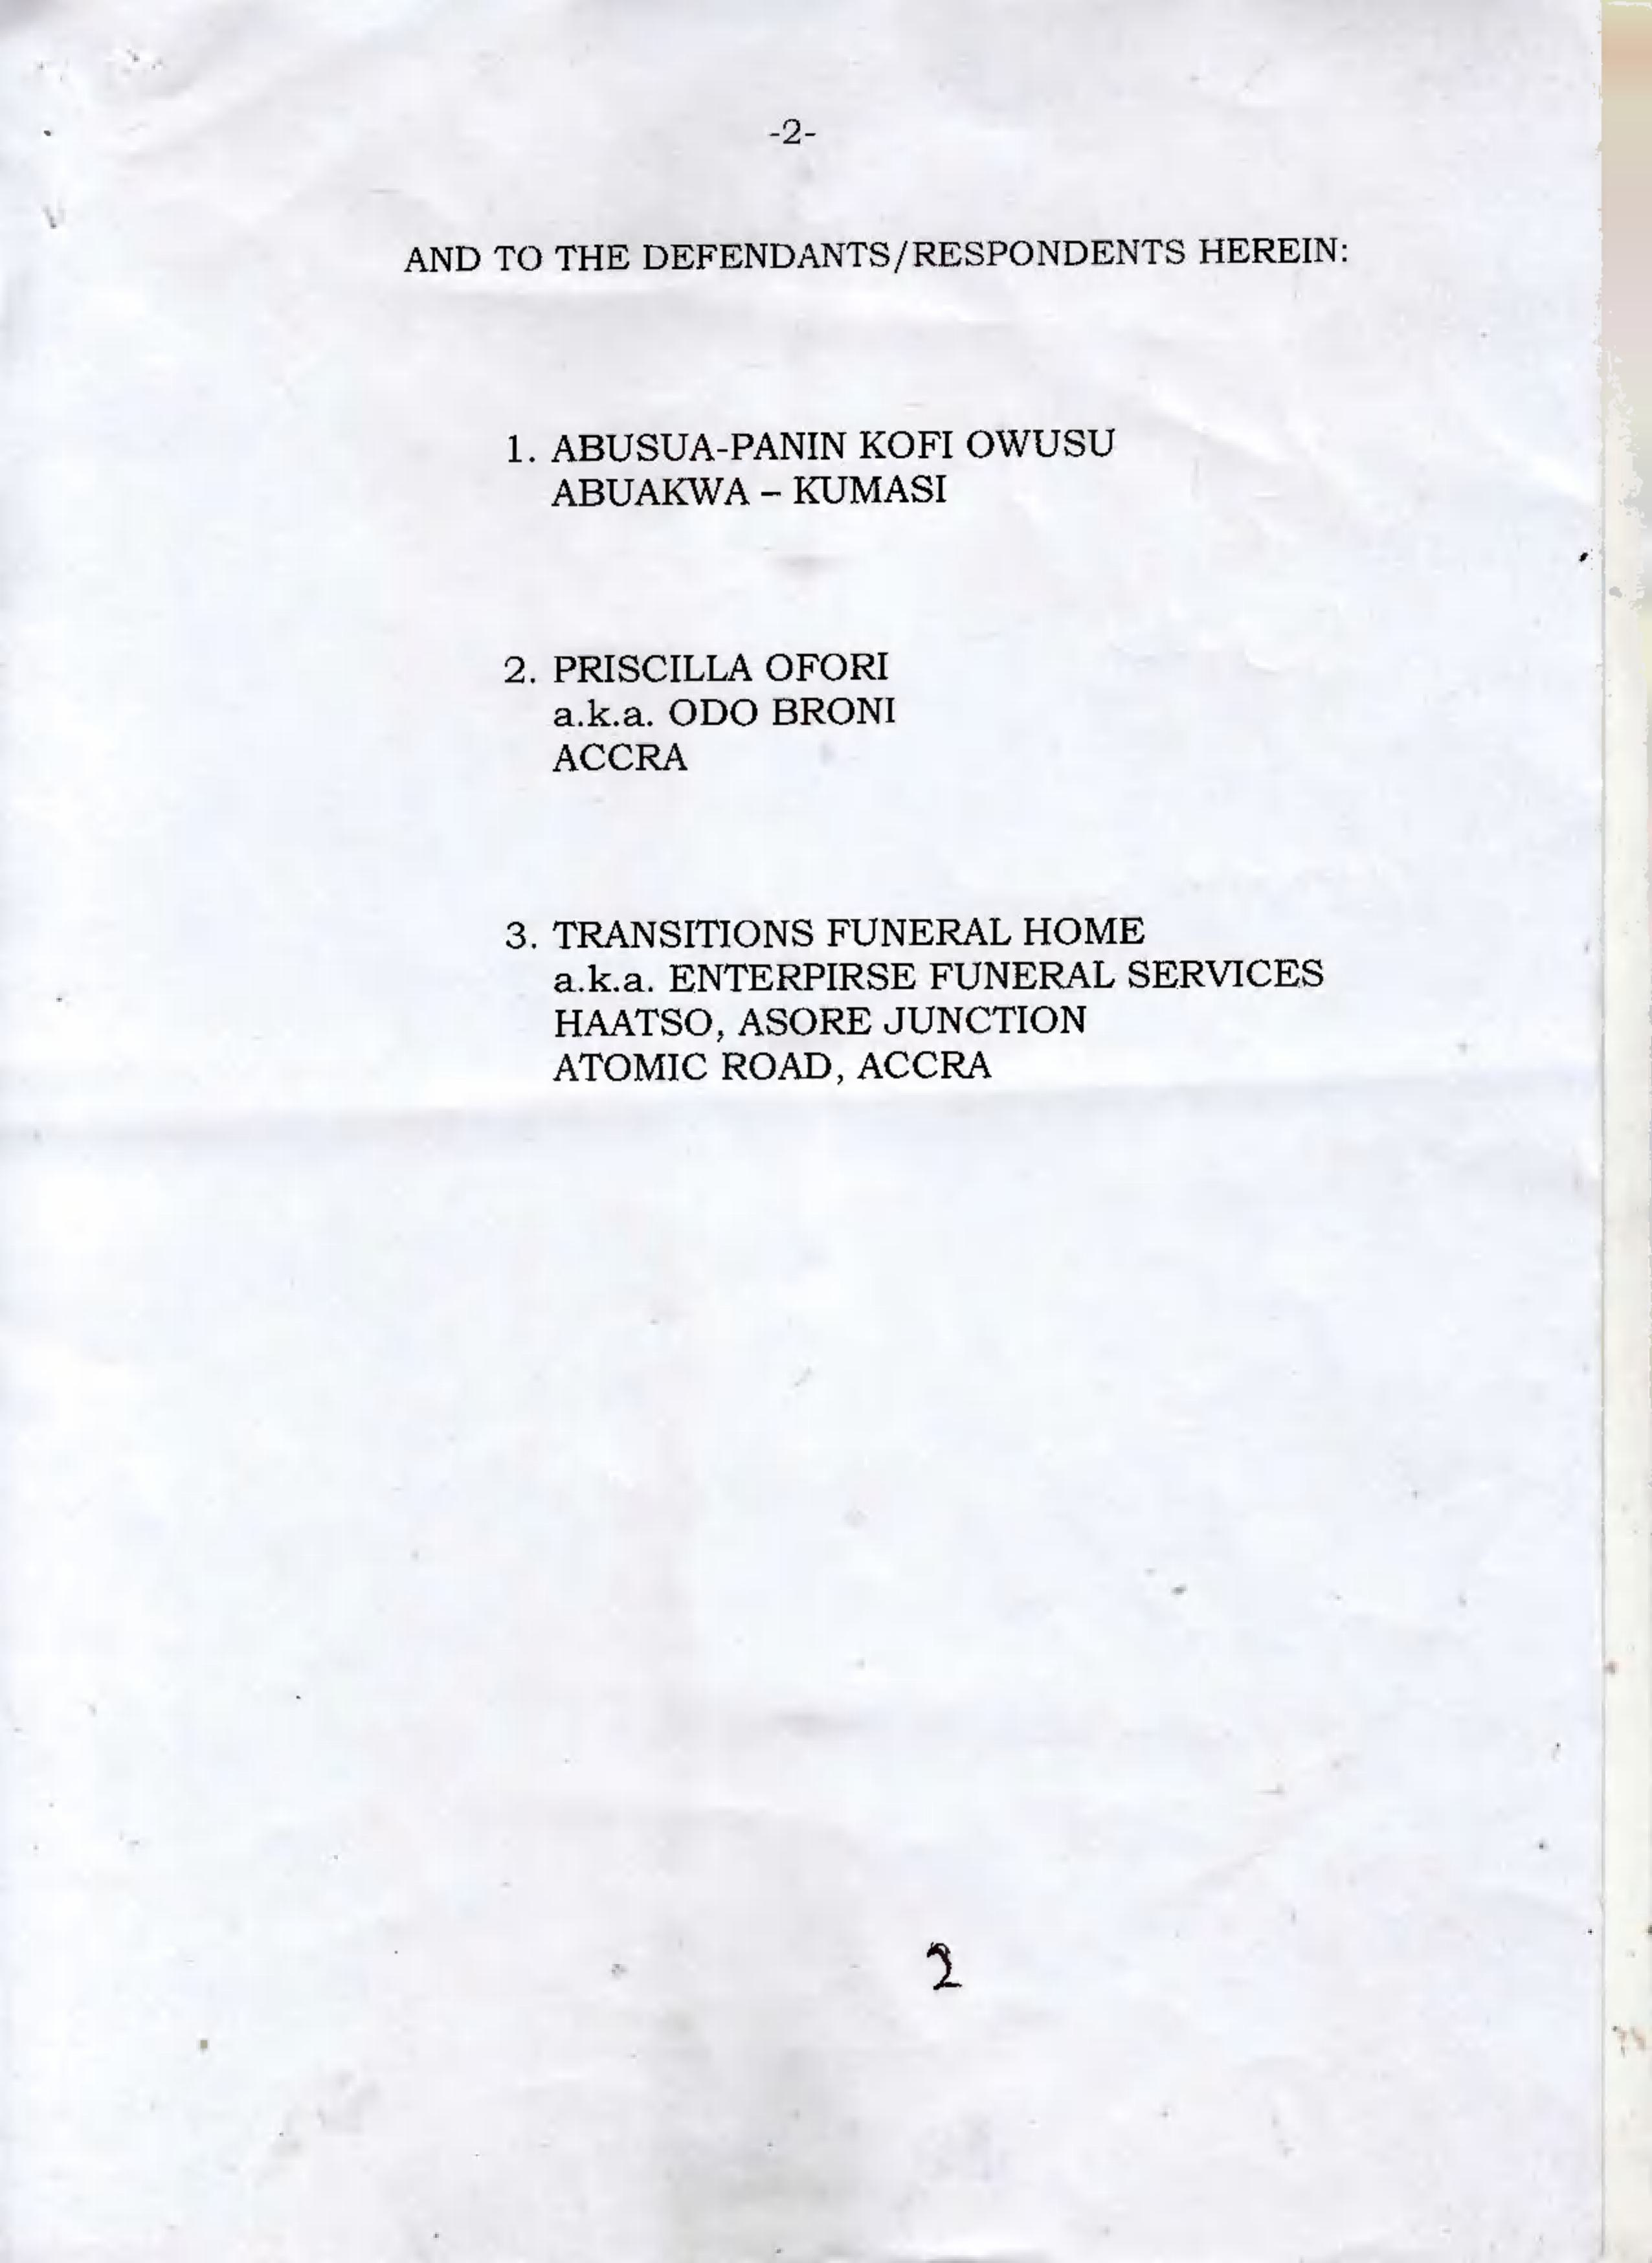 -2-
AND TO THE DEFENDANTS/RESPONDENTS HEREIN:
1. ABUSUA-PANIN KOFI OWUSU
ABUAKWA – KUMASI
2. PRISCILLA OFORI
a.k.a. ODO BRONI
ACCRA
3. TRANSITIONS FUNERAL HOME
a.k.a. ENTERPIRSE FUNERAL SERVICES
HAATSO, ASORE JUNCTION
ATOMIC ROAD, ACCRA
2